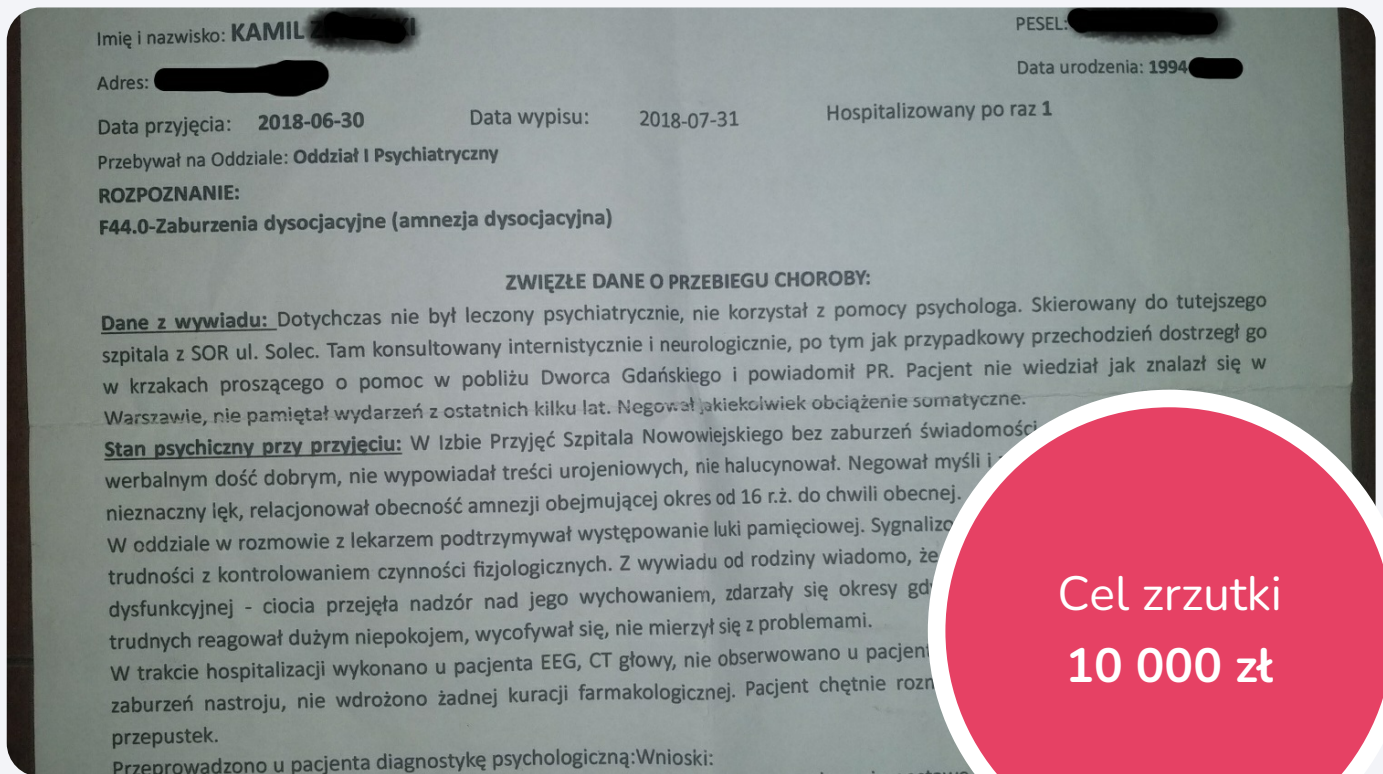 Imię i nazwisko: KAMIL
PESEL:
Adres:
Data urodzenia: 1994
Data przyjęcia: 2018-06-30 Data wypisu: 2018-07-31 Hospitalizowany po raz 1
Przebywał na Oddziale: Oddział I Psychiatryczny
ROZPOZNANIE:
F44.0-Zaburzenia dysocjacyjne (amnezja dysocjacyjna)
ZWIĘZŁE DANE O PRZEBIEGU CHOROBY:
Dane z wywiadu: Dotychczas nie był leczony psychiatrycznie, nie korzystał z pomocy psychologa. Skierowany do tutejszego
szpitala z SOR ul. Solec. Tam konsultowany internistycznie i neurologicznie, po tym jak przypadkowy przechodzień dostrzegł go
w krzakach proszącego o pomoc w pobliżu Dworca Gdańskiego i powiadomił PR. Pacjent nie wiedział jak znalazł się w
Warszawie, nie pamiętał wydarzeń z ostatnich kilku lat. Negował jakiekolwiek obciążenie somatyczne.
Stan psychiczny przy przyjęciu: W Izbie Przyjęć Szpitala Nowowiejskiego bez zaburzeń świadomości
werbalnym dość dobrym, nie wypowiadał treści urojeniowych, nie halucynował. Negował myśli i
nieznaczny lęk, relacjonował obecność amnezji obejmującej okres od 16 r.ż. do chwili obecnej.
W oddziale w rozmowie z lekarzem podtrzymywał występowanie luki pamięciowej. Sygnalizo
trudności z kontrolowaniem czynności fizjologicznych. Z wywiadu od rodziny wiadomo, że
dysfunkcyjnej - ciocia przejęła nadzór nad jego wychowaniem, zdarzały się okresy gd
trudnych reagował dużym niepokojem, wycofywał się, nie mierzył się z problemami.
W trakcie hospitalizacji wykonano u pacjenta EEG, CT głowy, nie obserwowano u pacjen
zaburzeń nastroju, nie wdrożono żadnej kuracji farmakologicznej. Pacjent chętnie rozm
przepustek.
Przeprowadzono u pacjenta diagnostykę psychologiczną:Wnioski:
Cel zrzutki
10 000 zł